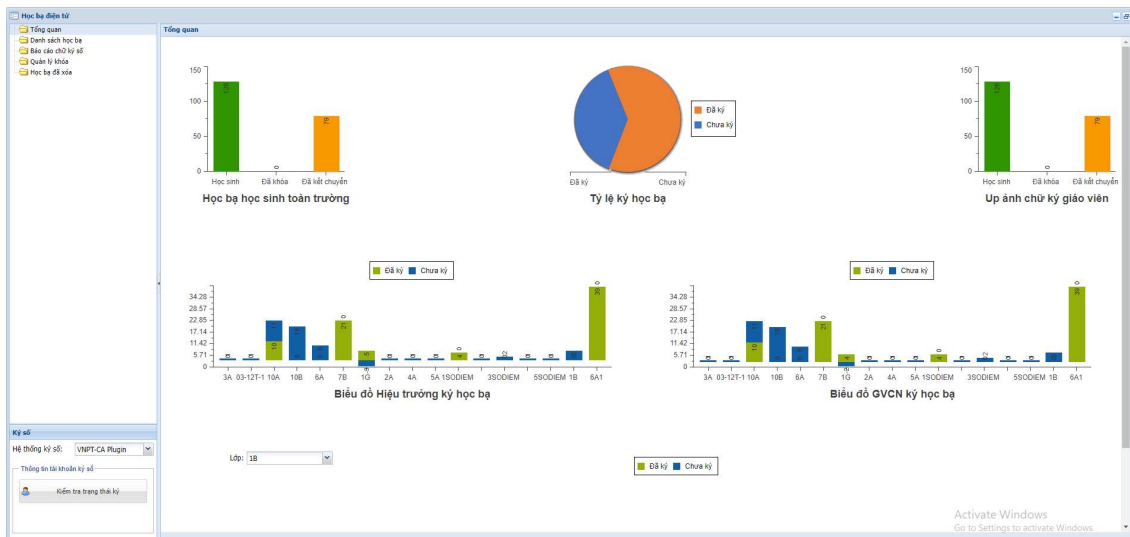 Học bạ điện tử
Tổng quan
Danh sách học bạ
Báo cáo chữ ký số
Quản lý khóa
Học bạ đã xóa
Tổng quan
150
100
50
0
128
0
79
Học sinh Đã khóa Đã kết chuyển
Học bạ học sinh toàn trường
Đã ký
Chưa ký
Đã ký Chưa ký
Tỷ lệ ký học bạ
150
100
50
0
128
0
79
Học sinh Đã khóa Đã kết chuyển
Up ảnh chữ ký giáo viên
Đã ký Chưa ký
34.28
28.57
22.85
17.14
11.42
5.71
0
3A 03-12T-1 10A 10B 6A 7B 1G 2A 4A 5A 1SODIEM 3SODIEM 5SODIEM 1B 6A1
Biểu đồ Hiệu trưởng ký học bạ
Đã ký Chưa ký
34.28
28.57
22.85
17.14
11.42
5.71
0
3A 03-12T-1 10A 10B 6A 7B 1G 2A 4A 5A 1SODIEM 3SODIEM 5SODIEM 1B 6A1
Biểu đồ GVCN ký học bạ
Ký số
Hệ thống ký số: VNPT-CA Plugin
Thông tin tài khoản ký số
Kiểm tra trạng thái ký
Lớp: 1B
Đã ký Chưa ký
Activate Windows
Go to Settings to activate Windows.